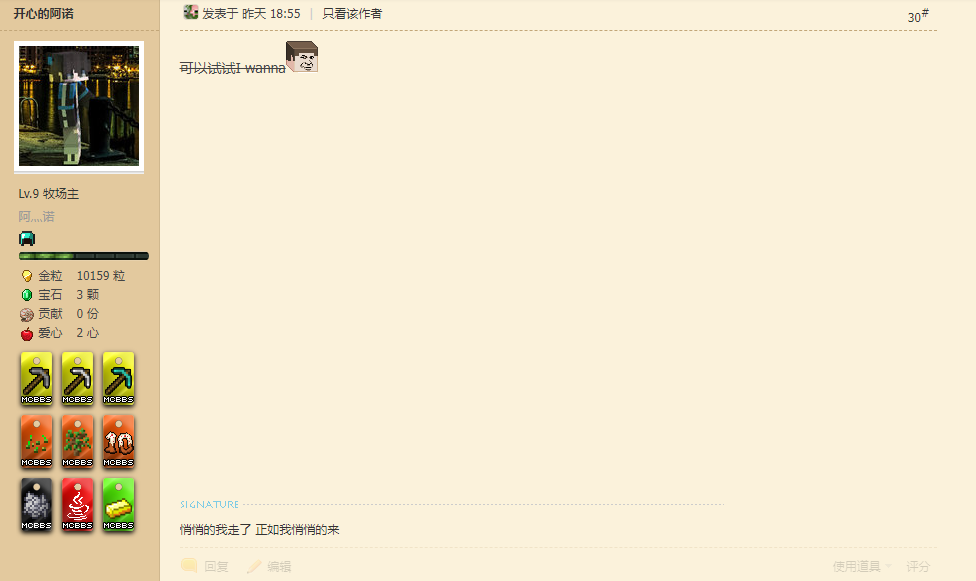 开心的阿诺
发表于 昨天 18:55 | 只看该作者
30#
可以试试I wanna
Lv.9 牧场主
阿....诺
金粒 10159 粒
宝石 3 颗
贡献 0 份
爱心 2 心
MCBBS MCBBS MCBBS
10
MCBBS MCBBS MCBBS
MCBBS MCBBS MCBBS
SIGNATURE
悄悄的我走了 正如我悄悄的来
回复 编辑
使用道具 评分